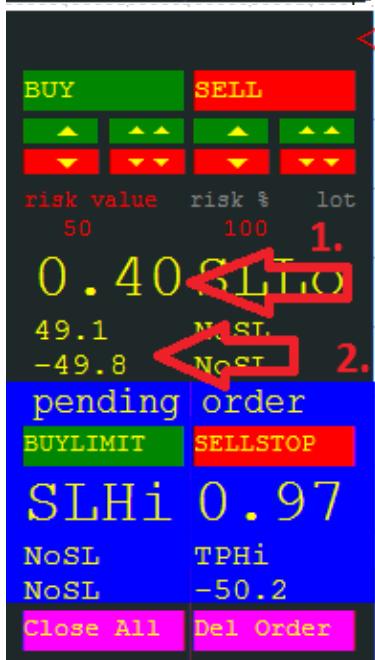 BUY SELL
risk value risk % lot
50 100
1.
0.40 SLLo
49.1 NoSL
-49.8 NoSL
2.
pending order
BUYLIMIT SELLSTOP
SLHi 0.97
NoSL TPHi
NoSL -50.2
Close All Del Order